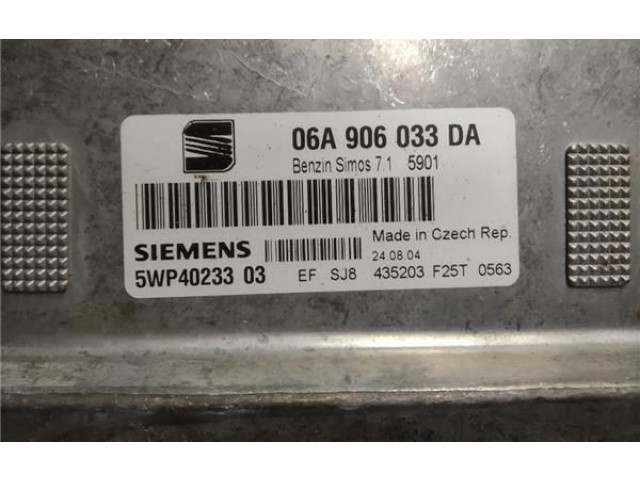 06A 906 033 DA
Benzin Simos 7.1 5901
SIEMENS
Made in Czech Rep.
24.08.04
5WP40233 03 EF SJ8 435203 F25T 0563